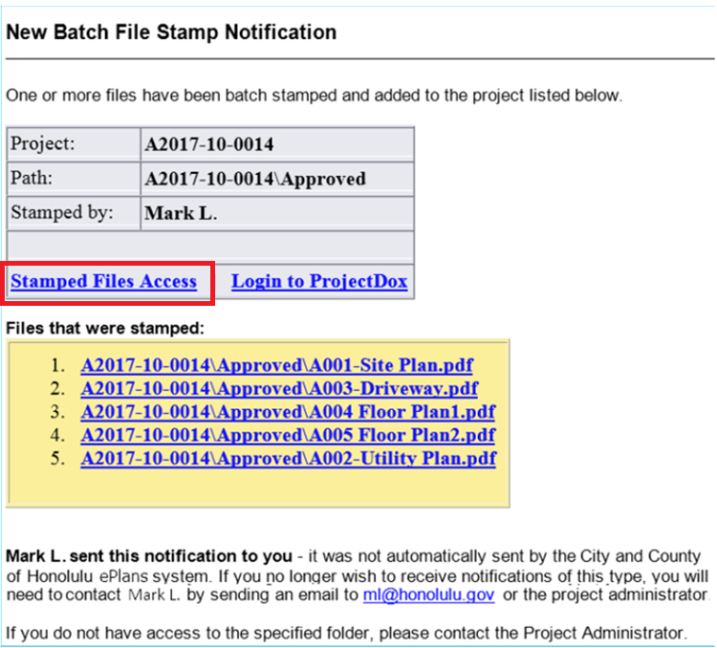 New Batch File Stamp Notification
One or more files have been batch stamped and added to the project listed below.
Project: A2017-10-0014
Path: A2017-10-0014\Approved
Stamped by: Mark L.
Stamped Files Access Login to ProjectDox
Files that were stamped:
1. A2017-10-0014\Approved\A001-Site Plan.pdf
2. A2017-10-0014\Approved\A003-Driveway.pdf
3. A2017-10-0014\Approved\A004 Floor Plan1.pdf
4. A2017-10-0014\Approved\A005 Floor Plan2.pdf
5. A2017-10-0014\Approved\A002-Utility Plan.pdf
Mark L. sent this notification to you - it was not automatically sent by the City and County
of Honolulu ePlans system. If you no longer wish to receive notifications of this type, you will
need to contact Mark L. by sending an email to ml@honolulu.gov or the project administrator.
If you do not have access to the specified folder, please contact the Project Administrator.